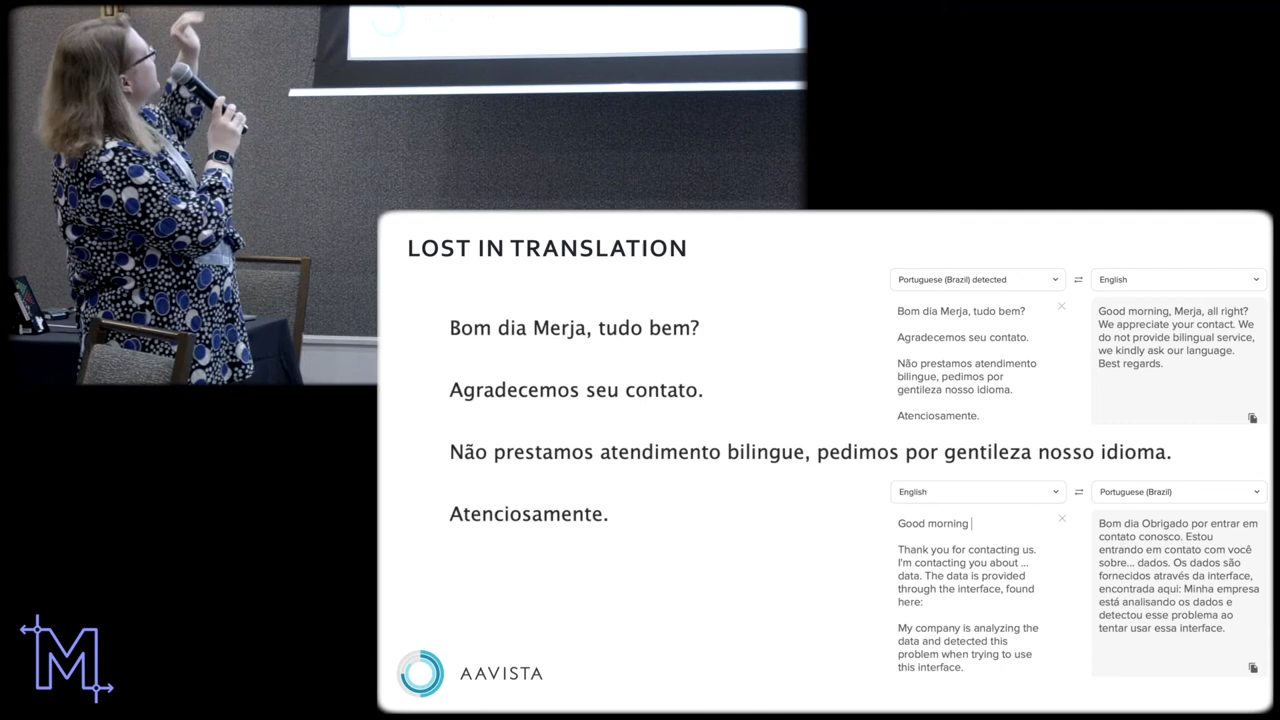 LOST IN TRANSLATION
Bom dia Merja, tudo bem?
Agradecemos seu contato.
Não prestamos atendimento bilingue, pedimos por gentileza nosso idioma.
Atenciosamente.
Portuguese (Brazil) detected
English
Bom dia Merja, tudo bem?
Agradecemos seu contato.
Não prestamos atendimento
bilingue, pedimos por
gentileza nosso idioma.
Atenciosamente.
Good morning, Merja, all right?
We appreciate your contact. We
do not provide bilingual service,
we kindly ask our language.
Best regards.
English
Portuguese (Brazil)
Good morning
Thank you for contacting us.
I'm contacting you about ...
data. The data is provided
through the interface, found
here:
My company is analyzing the
data and detected this
problem when trying to use
this interface.
Bom dia Obrigado por entrar em
contato conosco. Estou
entrando em contato com você
sobre... dados. Os dados são
fornecidos através da interface,
encontrada aqui: Minha empresa
está analisando os dados e
detectou esse problema ao
tentar usar essa interface.
AAVISTA
M